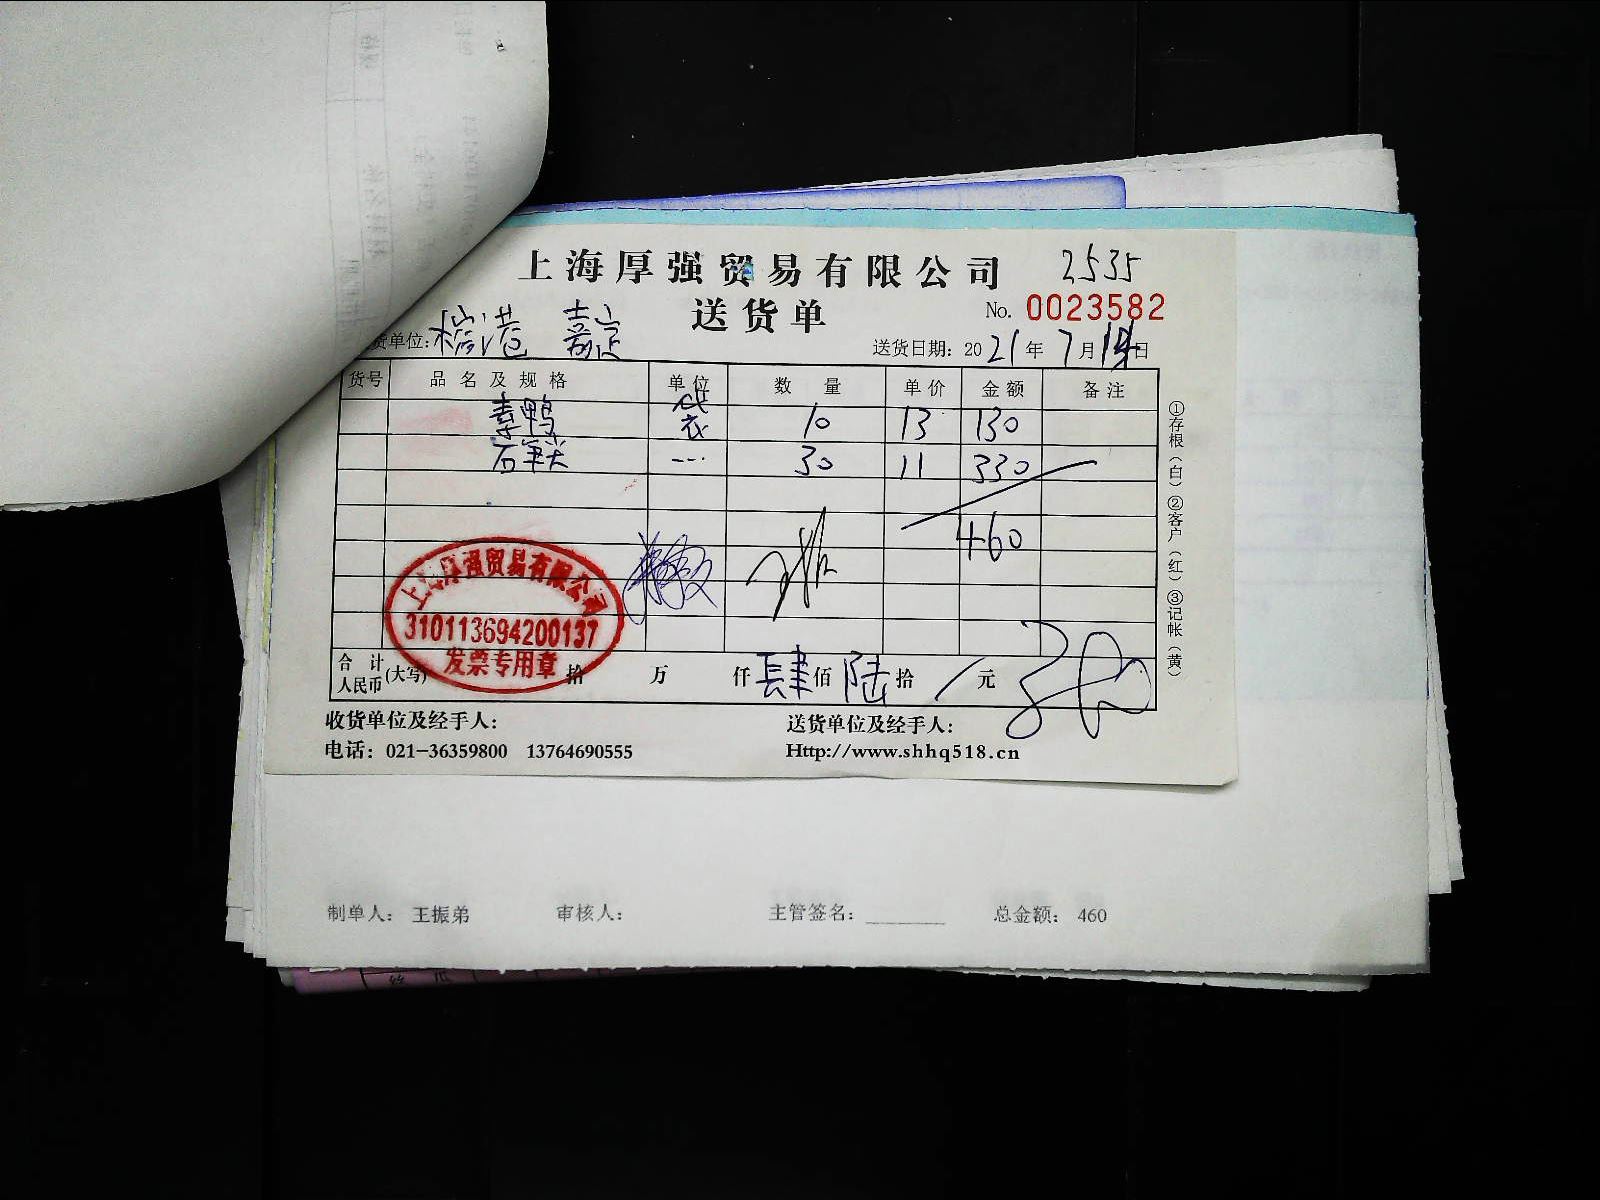 上海厚强贸易有限公司
2535
送货单
No. 0023582
货单位: 港 嘉定
送货日期: 2021年7月14日
货号 品名及规格 单位 数量 单价 金额 备注
素鸭 袋 10 13 130
石 30 11 330
460
上海厚强贸易有限公司
310113694200137
发票专用章
合计人民币(大写) 拾 万 仟 肆 佰 陆 拾 / 元
收货单位及经手人:
送货单位及经手人:
电话: 021-36359800 13764690555
Http://www.shhq518.cn
①存根(白)②客户(红)③记帐(黄)
制单人: 王振弟 审核人: 主管签名: 总金额: 460